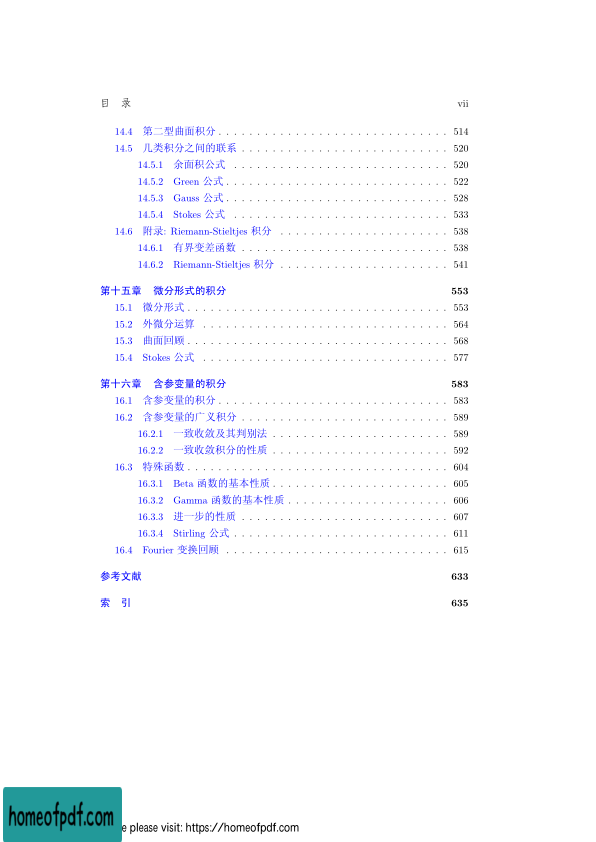 目 录 vii
14.4 第二型曲面积分 . . . . . . . . . . . . . . . . . . . . . . . . . . . . . . 514
14.5 几类积分之间的联系 . . . . . . . . . . . . . . . . . . . . . . . . . . . 520
14.5.1 余面积公式 . . . . . . . . . . . . . . . . . . . . . . . . . . . . 520
14.5.2 Green 公式 . . . . . . . . . . . . . . . . . . . . . . . . . . . . . 522
14.5.3 Gauss 公式 . . . . . . . . . . . . . . . . . . . . . . . . . . . . . 528
14.5.4 Stokes 公式 . . . . . . . . . . . . . . . . . . . . . . . . . . . . 533
14.6 附录: Riemann-Stieltjes 积分 . . . . . . . . . . . . . . . . . . . . . . 538
14.6.1 有界变差函数 . . . . . . . . . . . . . . . . . . . . . . . . . . . 538
14.6.2 Riemann-Stieltjes 积分 . . . . . . . . . . . . . . . . . . . . . . 541
第十五章 微分形式的积分 553
15.1 微分形式 . . . . . . . . . . . . . . . . . . . . . . . . . . . . . . . . . . 553
15.2 外微分运算 . . . . . . . . . . . . . . . . . . . . . . . . . . . . . . . . 564
15.3 曲面回顾 . . . . . . . . . . . . . . . . . . . . . . . . . . . . . . . . . . 568
15.4 Stokes 公式 . . . . . . . . . . . . . . . . . . . . . . . . . . . . . . . . 577
第十六章 含参变量的积分 583
16.1 含参变量的积分 . . . . . . . . . . . . . . . . . . . . . . . . . . . . . . 583
16.2 含参变量的广义积分 . . . . . . . . . . . . . . . . . . . . . . . . . . . 589
16.2.1 一致收敛及其判别法 . . . . . . . . . . . . . . . . . . . . . . . 589
16.2.2 一致收敛积分的性质 . . . . . . . . . . . . . . . . . . . . . . . 592
16.3 特殊函数 . . . . . . . . . . . . . . . . . . . . . . . . . . . . . . . . . . 604
16.3.1 Beta 函数的基本性质 . . . . . . . . . . . . . . . . . . . . . . . 605
16.3.2 Gamma 函数的基本性质 . . . . . . . . . . . . . . . . . . . . . 606
16.3.3 进一步的性质 . . . . . . . . . . . . . . . . . . . . . . . . . . . 607
16.3.4 Stirling 公式 . . . . . . . . . . . . . . . . . . . . . . . . . . . . 611
16.4 Fourier 变换回顾 . . . . . . . . . . . . . . . . . . . . . . . . . . . . . 615
参考文献 633
索 引 635
homeofpdf.com
please visit: https://homeofpdf.com